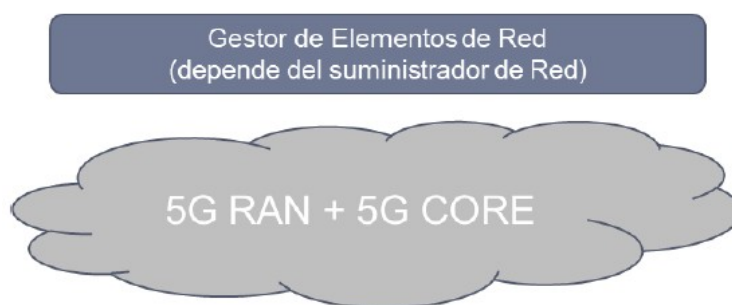 Gestor de Elementos de Red
(depende del suministrador de Red)
5G RAN + 5G CORE